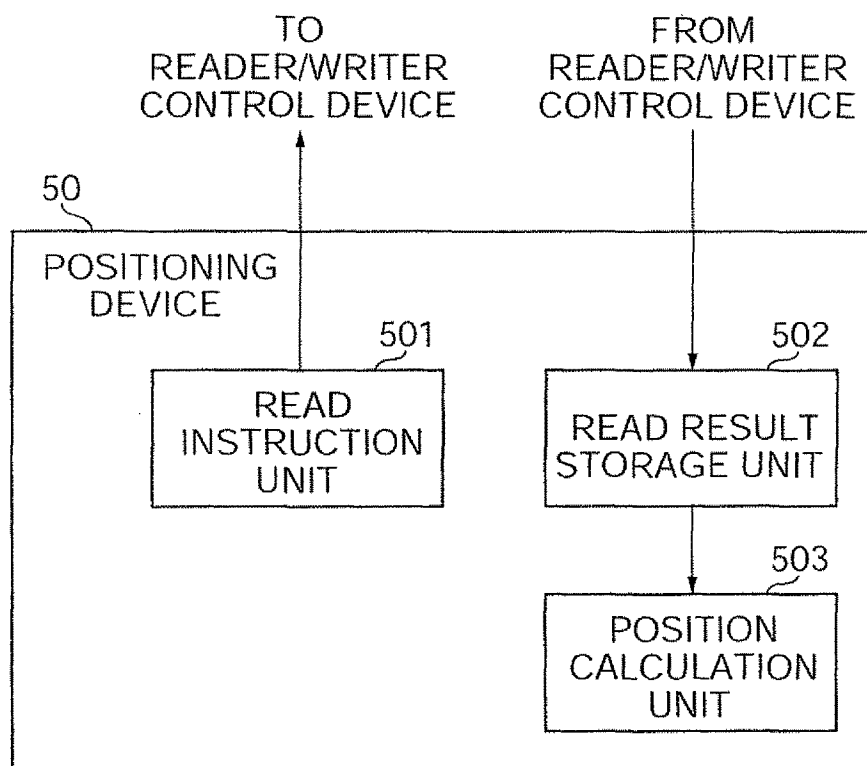 TO
READER/WRITER
CONTROL DEVICE
FROM
READER/WRITER
CONTROL DEVICE
50
POSITIONING
DEVICE
501
READ
INSTRUCTION
UNIT
502
READ RESULT
STORAGE UNIT
503
POSITION
CALCULATION
UNIT